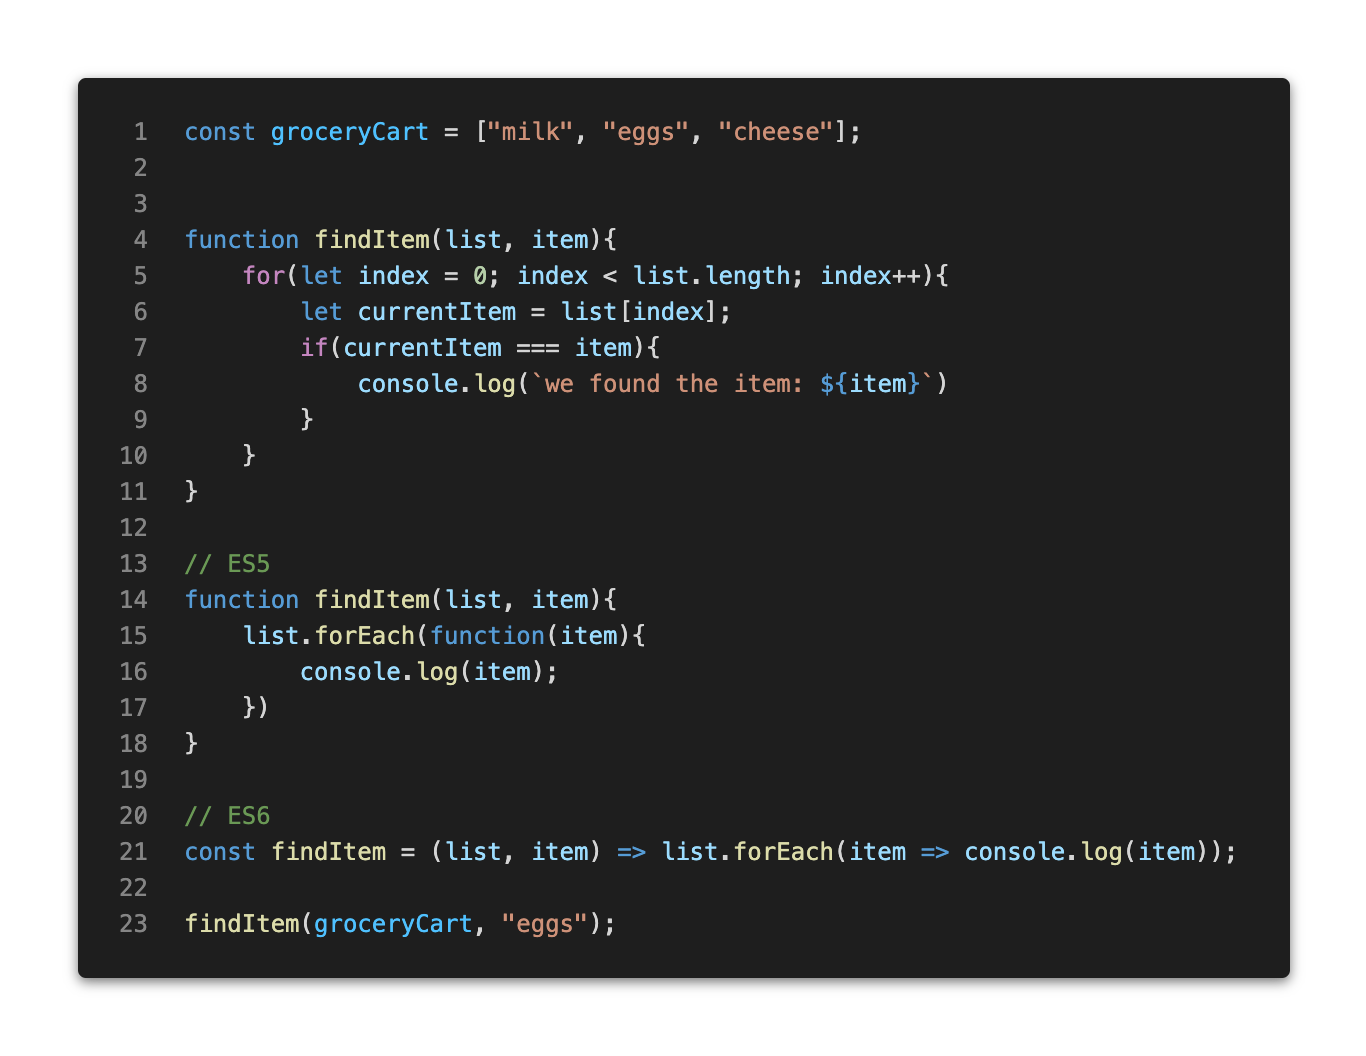 1 const groceryCart = ["milk", "eggs", "cheese"];
2
3
4 function findItem(list, item){
5     for(let index = 0; index < list.length; index++){
6         let currentItem = list[index];
7         if(currentItem === item){
8             console.log(`we found the item: ${item}`)
9         }
10     }
11 }
12
13 // ES5
14 function findItem(list, item){
15     list.forEach(function(item){
16         console.log(item);
17     })
18 }
19
20 // ES6
21 const findItem = (list, item) => list.forEach(item => console.log(item));
22
23 findItem(groceryCart, "eggs");